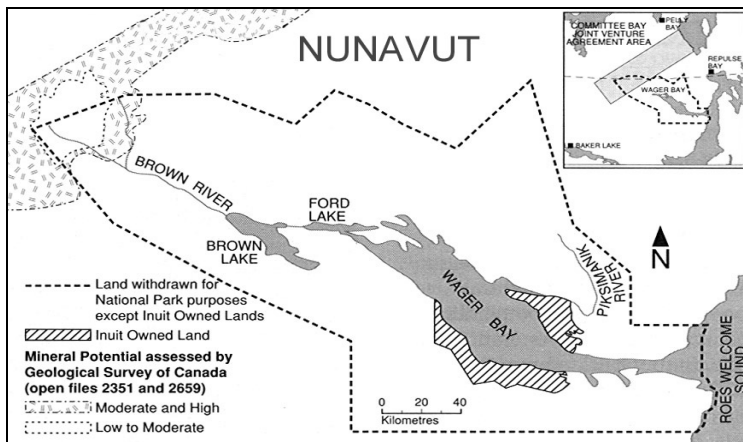 NUNAVUT
COMMITTEE BAY
JOINT VENTURE
AGREEMENT AREA
PELLY
BAY
REPULSE
BAY
WAGER BAY
BAKER LAKE
BROWN RIVER
FORD
LAKE
BROWN
LAKE
WAGER BAY
PIKSIMANIK
RIVER
N
ROES WELCOME
SOUND
Land withdrawn for
National Park purposes
except Inuit Owned Lands
Inuit Owned Land
Mineral Potential assessed by
Geological Survey of Canada
(open files 2351 and 2659)
Moderate and High
Low to Moderate
0 20 40
Kilometres